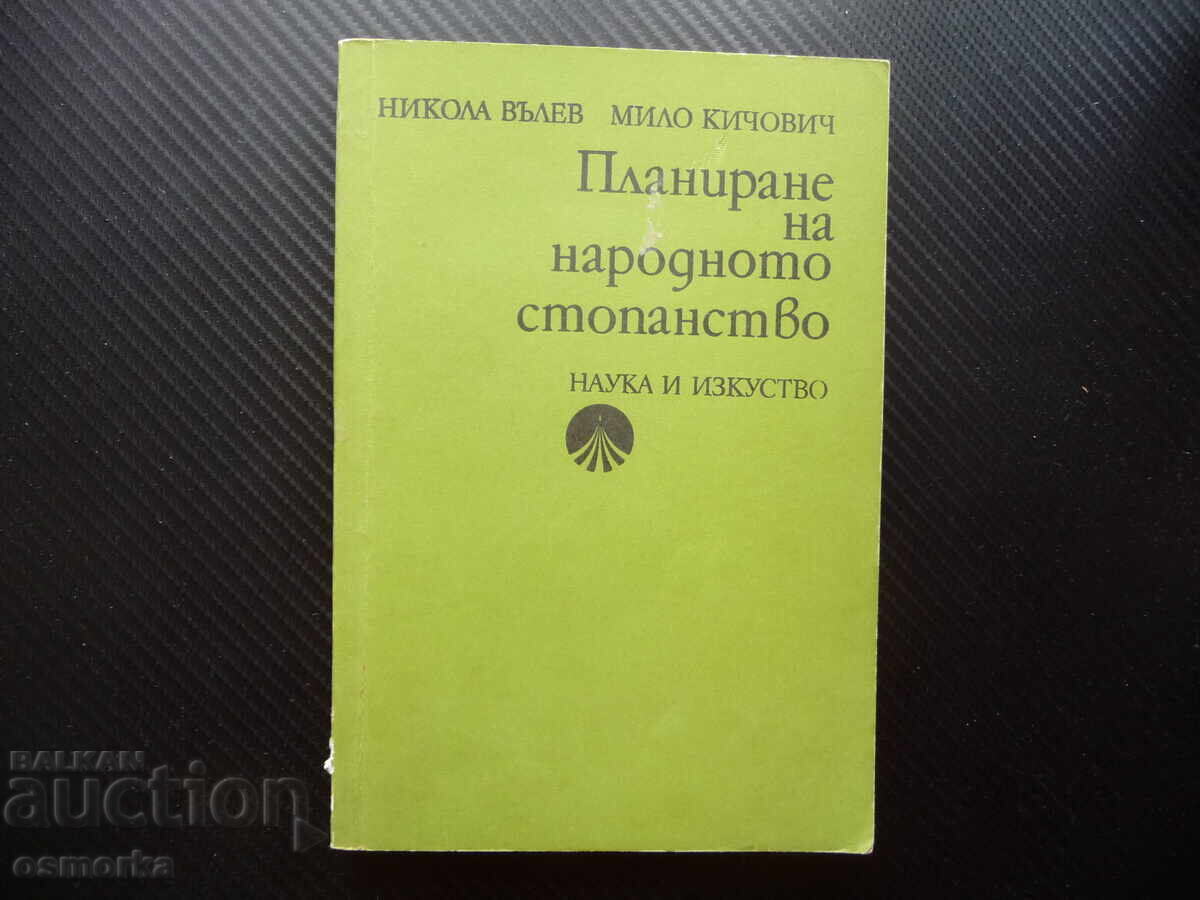 НИКОЛА ВЪЛЕВ МИЛО КИЧОВИЧ
Планиране
на
народното
стопанство
НАУКА И ИЗКУСТВО
BALKAN
auction
osmorka